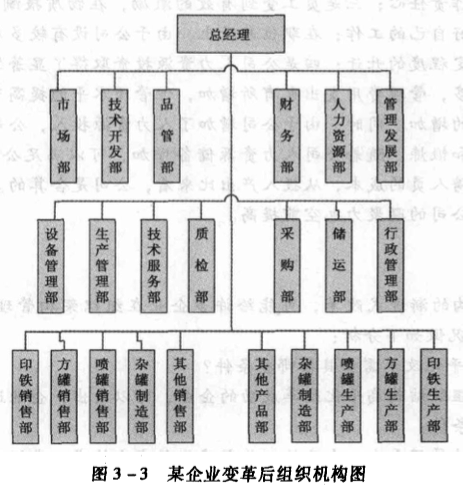 总经理
市场部
技术开发部
品管部
财务部
人力资源部
管理发展部
设备管理部
生产管理部
技术服务部
质检部
采购部
储运部
行政管理部
印铁销售部
方罐销售部
喷罐销售部
杂罐制造部
其他销售部
其他产品部
杂罐制造部
喷罐生产部
方罐生产部
印铁生产部
图3-3 某企业变革后组织机构图